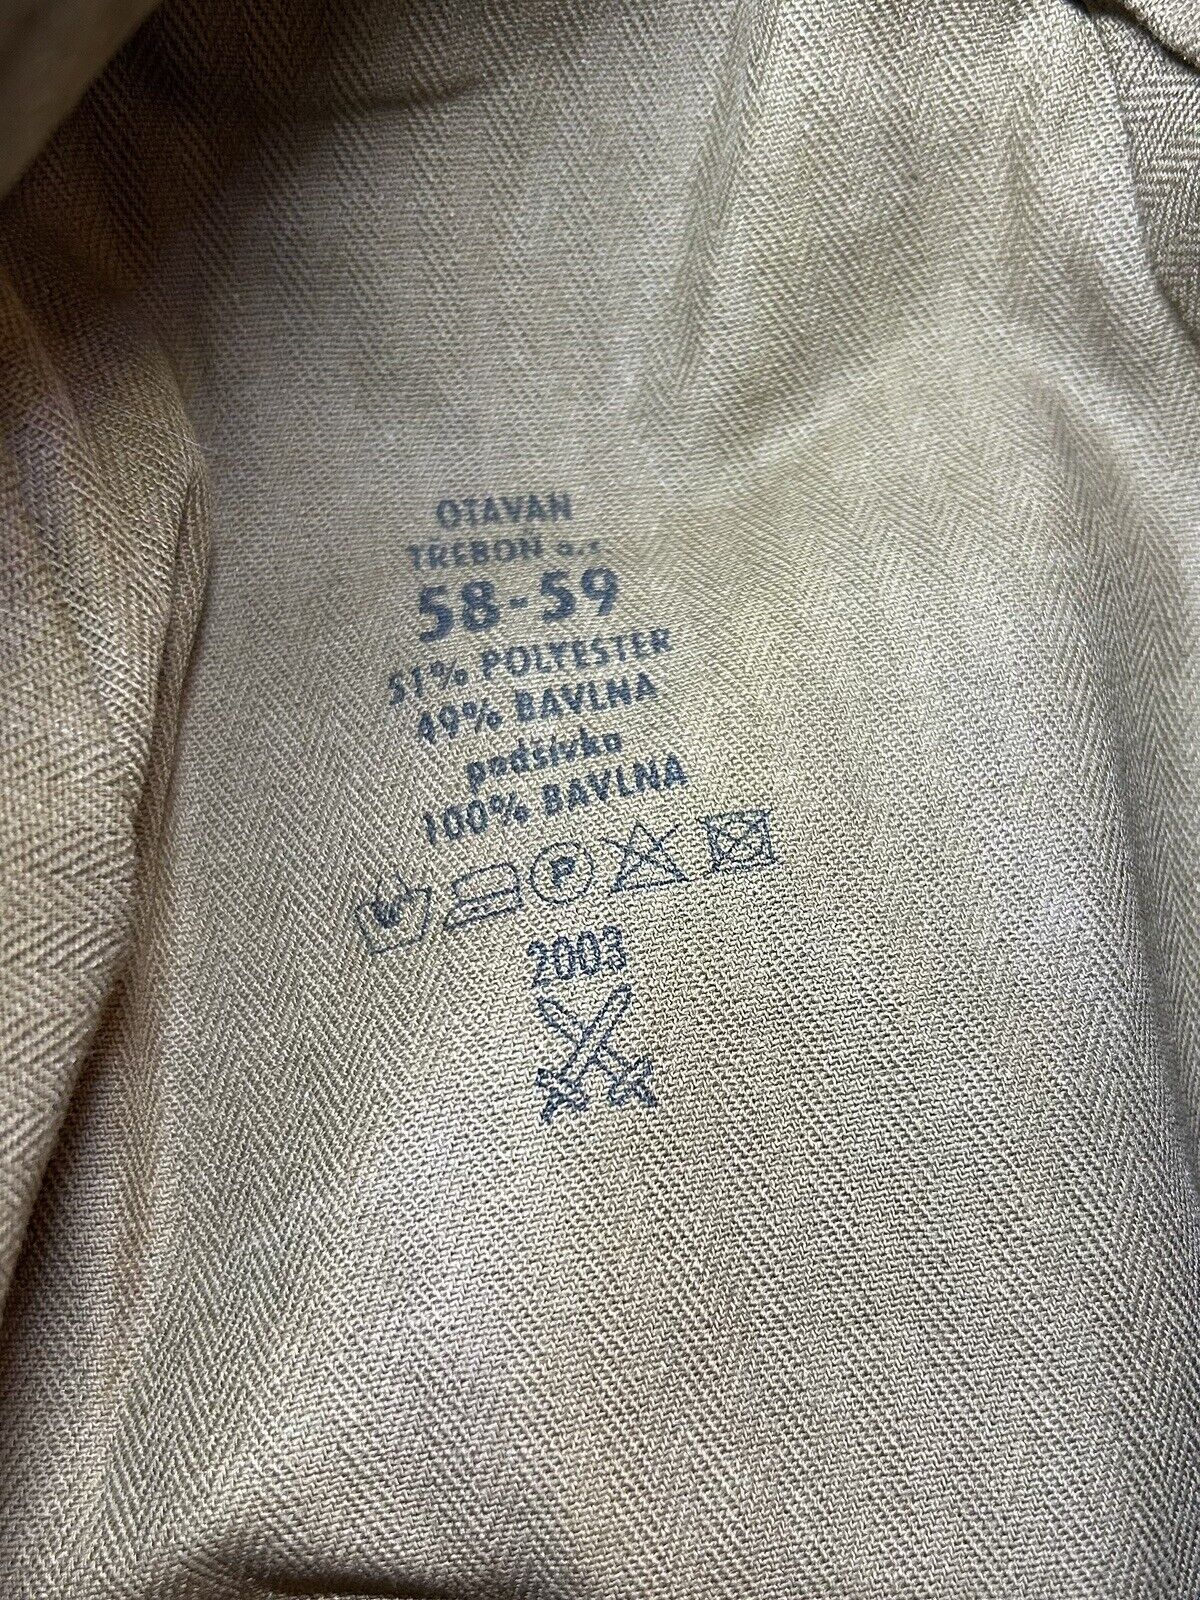 OTAVAN
TŘEBOŇ a.s.
58-59
51% POLYESTER
49% BAVLNA
podšívka
100% BAVLNA
P
2003